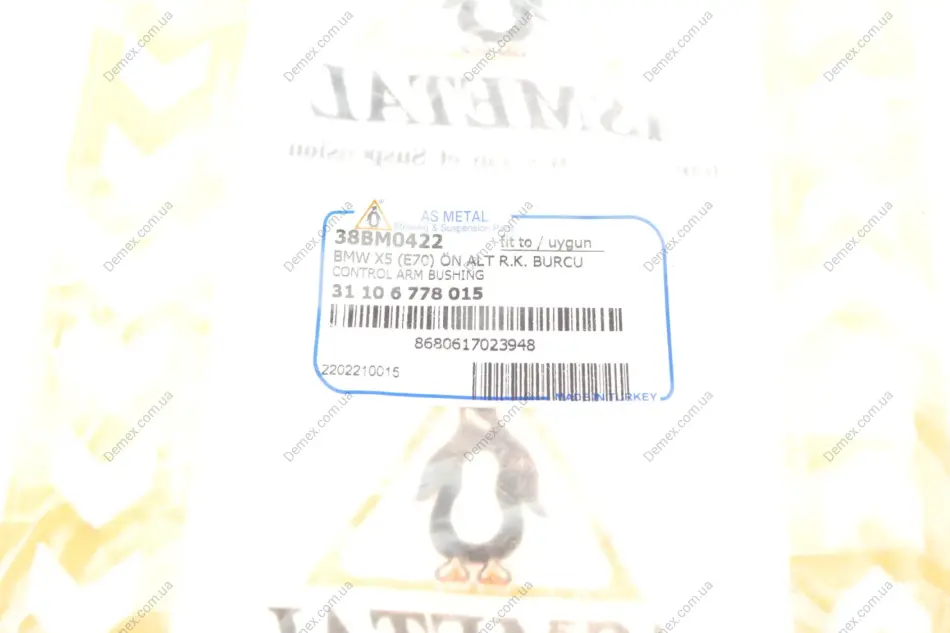 ASMETAL
AS METAL
Steering & Suspension Parts
38BM0422 fit to / uygun
BMW X5 (E70) ÖN ALT R.K. BURCU
CONTROL ARM BUSHING
31 10 6 778 015
8680617023948
2202210015
MADE IN TURKEY
Demex.com.ua